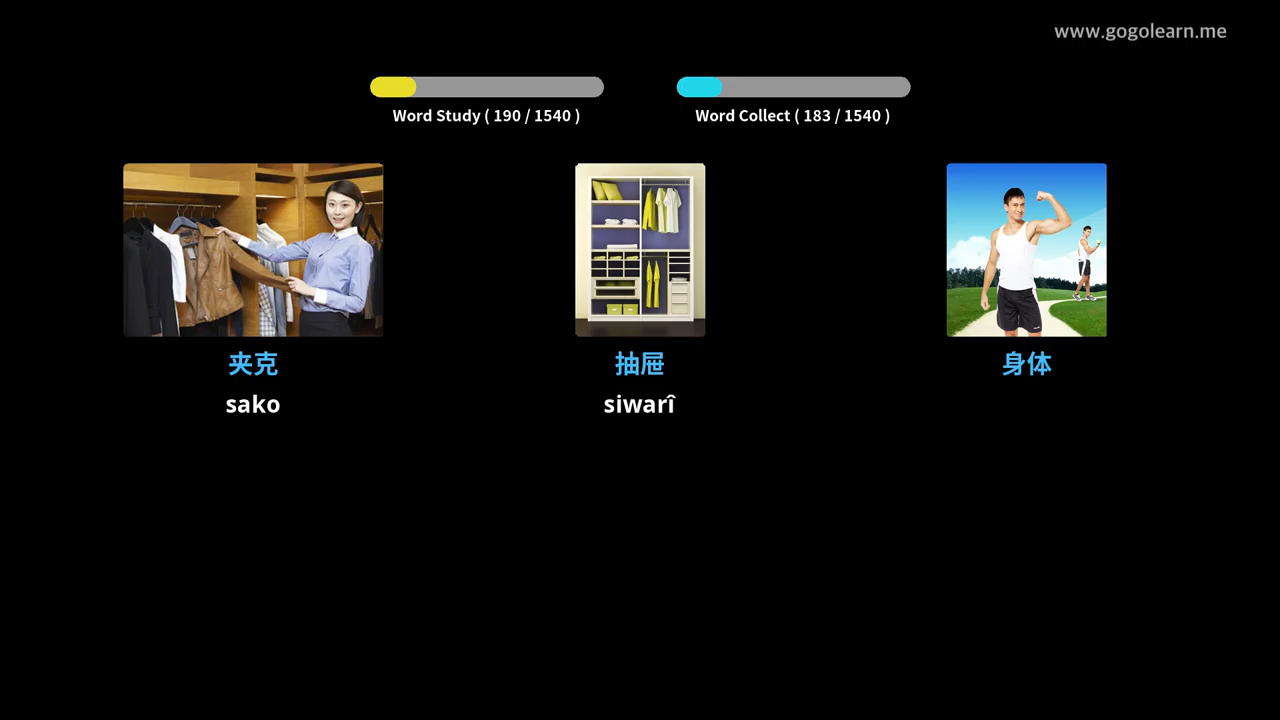 www.gogolearn.me
Word Study ( 190 / 1540 )
Word Collect ( 183 / 1540 )
夹克
抽屉
身体
sako
siwarî